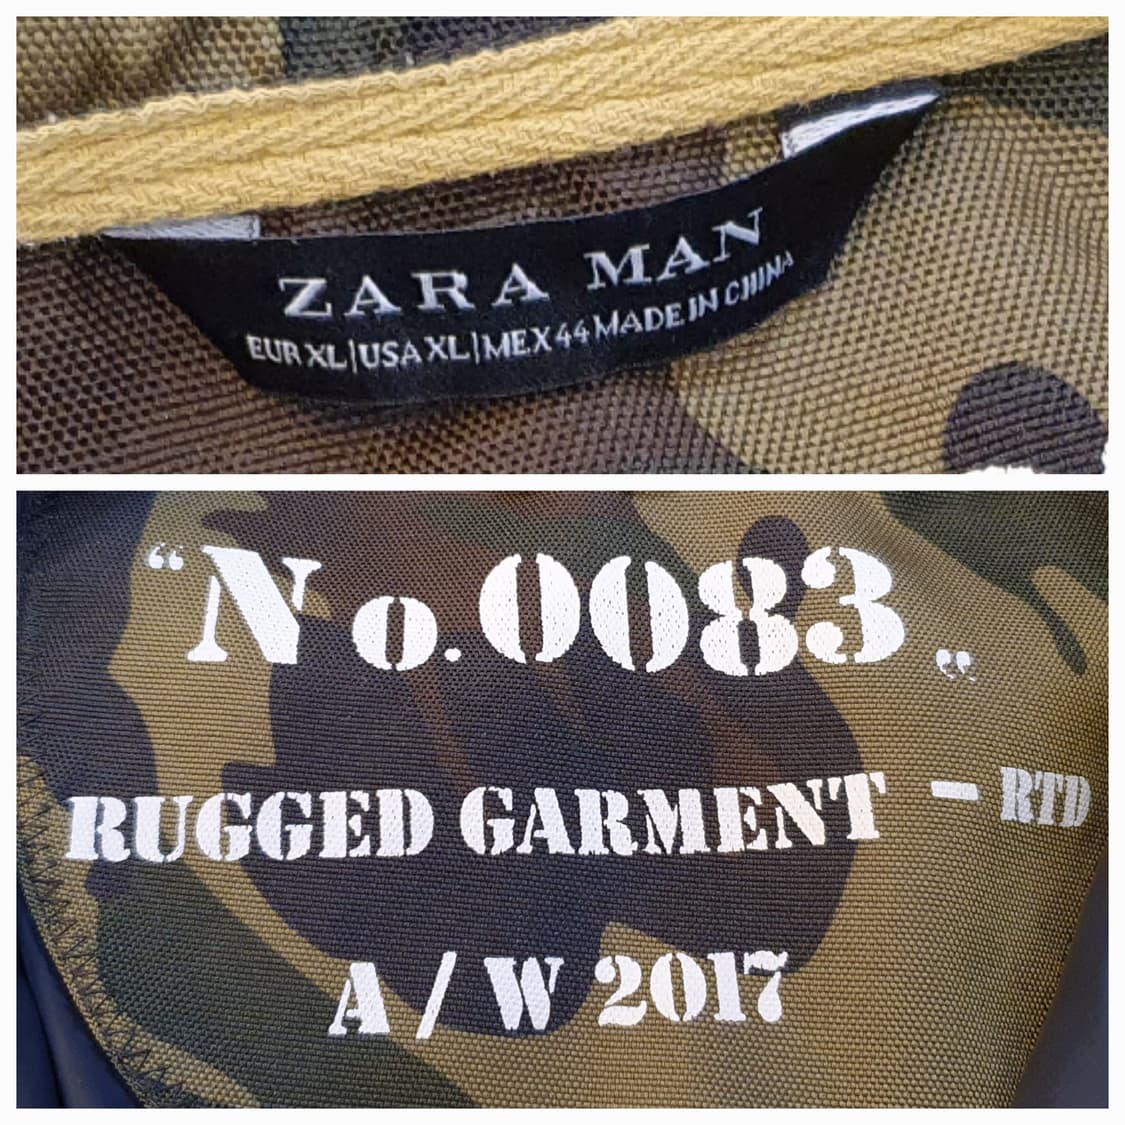 ZARA MAN
EUR XL|USA XL|MEX 44 MADE IN CHINA
“No.0083„
RUGGED GARMENT - RTD
A / W 2017